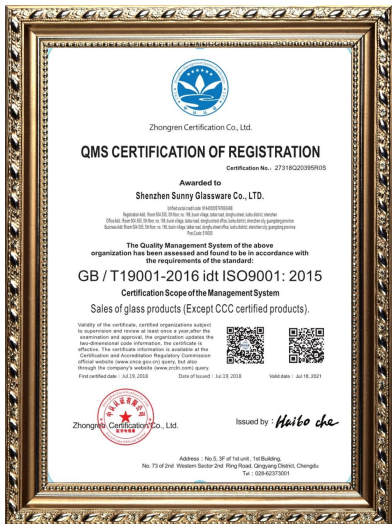 Zhongren Certification Co., Ltd.
QMS CERTIFICATION OF REGISTRATION
Certification No.: 27318Q20395R0S
Awarded to
Shenzhen Sunny Glassware Co., LTD.
The Quality Management System of the above
organization has been assessed and found to be in accordance with
the requirements of the standard:
GB / T19001-2016 idt ISO9001: 2015
Certification Scope of the Management System
Sales of glass products (Except CCC certified products).
Validity of the certificate, certified organizations subject
to supervision and review at least once a year,after the
examination and approval, the organization updates the
two-dimensional code information, the certificate is
effective. The certificate information is available at the
Certification and Accreditation Regulatory Commission
official website (www.cnca.gov.cn) query, but also
through the company's website (www.zrcln.com) query.
First certified date : Jul.19, 2018 Date of Issued : Jul.19, 2018 Valid date : Jul.18, 2021
Zhongren Certification Co., Ltd.
Issued by : Haibo che
Address : No.5, 3F of 1st unit , 1st Building,
No. 73 of 2nd Western Sector 2nd Ring Road, Qingyang District, Chengdu
Tel : 028-62373001